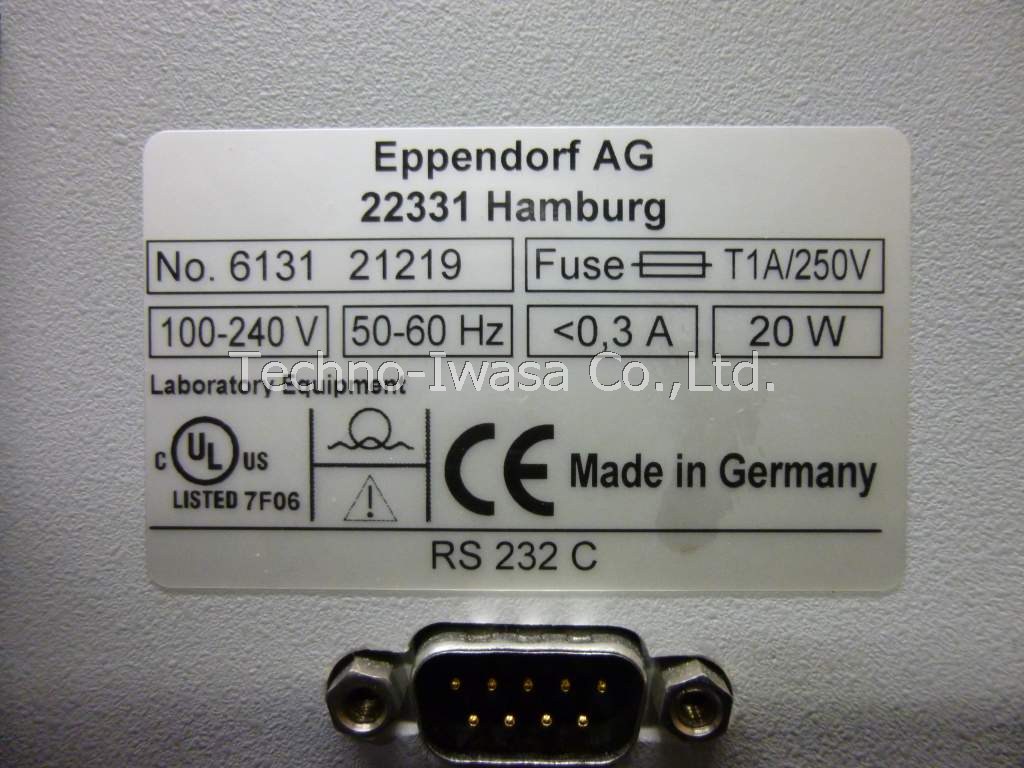 Eppendorf AG
22331 Hamburg
No. 6131 21219
Fuse T1A/250V
100-240 V 50-60 Hz <0,3 A 20 W
Techno-Iwasa Co.,Ltd.
Laboratory Equipment
C UL US
LISTED 7F06
CE Made in Germany
RS 232 C